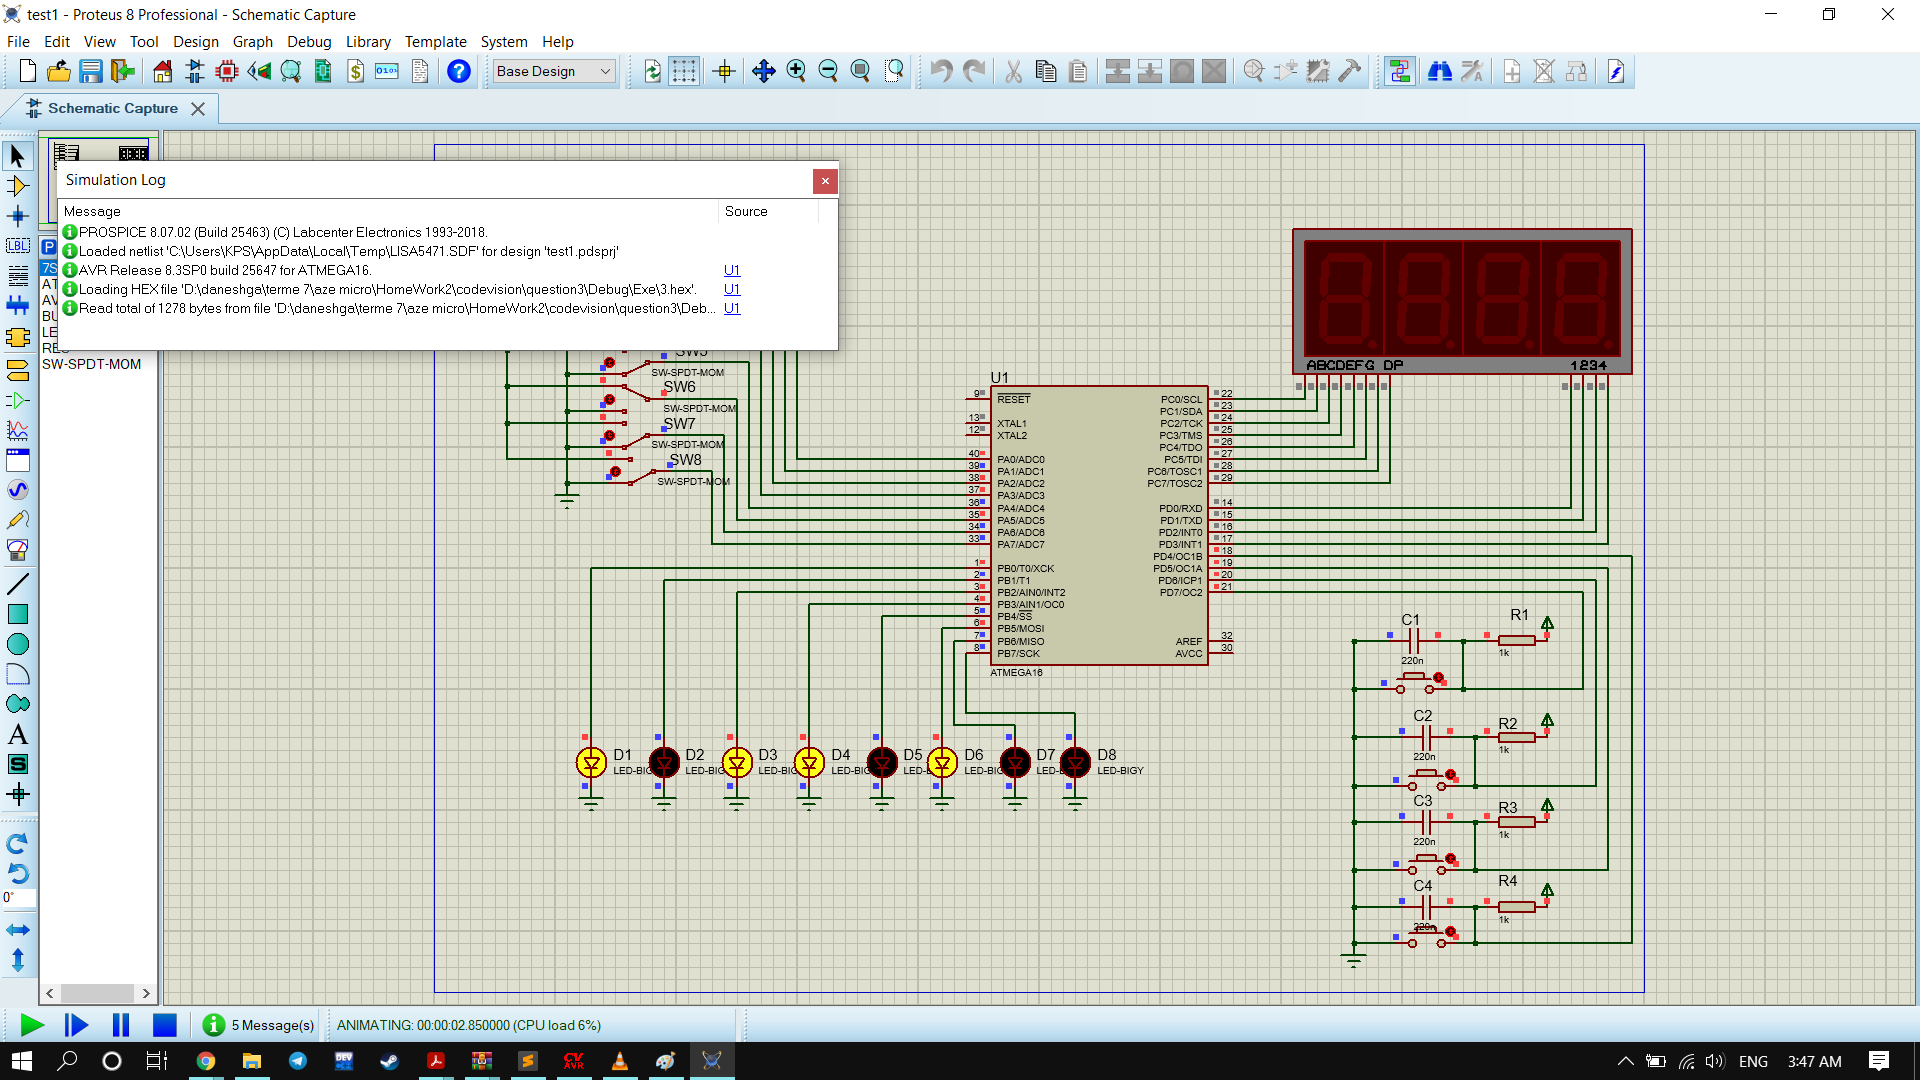 test1 - Proteus 8 Professional - Schematic Capture
File Edit View Tool Design Graph Debug Library Template System Help
Base Design
Schematic Capture
Simulation Log
Message Source
PROSPICE 8.07.02 (Build 25463) (C) Labcenter Electronics 1993-2018.
Loaded netlist 'C:\Users\KPS\AppData\Local\Temp\LISA5471.SDF' for design 'test1.pdsprj'
AVR Release 8.3SP0 build 25647 for ATMEGA16. U1
Loading HEX file 'D:\daneshga\terme 7\aze micro\HomeWork2\codevision\question3\Debug\Exe\3.hex'. U1
Read total of 1278 bytes from file 'D:\daneshga\terme 7\aze micro\HomeWork2\codevision\question3\Deb... U1
LBL
P
7S
AT
AV
BU
LE
RE
SW-SPDT-MOM
A
S
0°
SW-SPDT-MOM
SW6
SW-SPDT-MOM
SW7
SW-SPDT-MOM
SW8
SW-SPDT-MOM
ABCDEFG DP 1234
U1
9 RESET
13 XTAL1
12 XTAL2
40 PA0/ADC0
39 PA1/ADC1
38 PA2/ADC2
37 PA3/ADC3
36 PA4/ADC4
35 PA5/ADC5
34 PA6/ADC6
33 PA7/ADC7
1 PB0/T0/XCK
2 PB1/T1
3 PB2/AIN0/INT2
4 PB3/AIN1/OC0
5 PB4/SS
6 PB5/MOSI
7 PB6/MISO
8 PB7/SCK
PC0/SCL 22
PC1/SDA 23
PC2/TCK 24
PC3/TMS 25
PC4/TDO 26
PC5/TDI 27
PC6/TOSC1 28
PC7/TOSC2 29
PD0/RXD 14
PD1/TXD 15
PD2/INT0 16
PD3/INT1 17
PD4/OC1B 18
PD5/OC1A 19
PD6/ICP1 20
PD7/OC2 21
AREF 32
AVCC 30
ATMEGA16
C1 R1
220n 1k
C2 R2
220n 1k
C3 R3
220n 1k
C4 R4
220n 1k
D1 D2 D3 D4 D5 D6 D7 D8
LED-BIG LED-BIG LED-BIG LED-BIG LED-B LED-BIG LED-B LED-BIGY
5 Message(s) ANIMATING: 00:00:02.850000 (CPU load 6%)
DEV
CV
AVR
ENG 3:47 AM